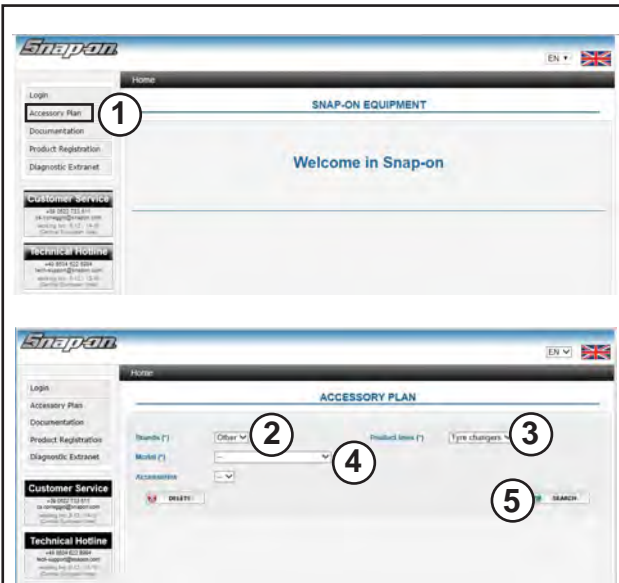 Snap-on
EN
Home
Login
Accessory Plan
1
Documentation
Product Registration
Diagnostic Extranet
SNAP-ON EQUIPMENT
Welcome in Snap-on
Customer Service
Technical Hotline
Snap-on
EN
Home
Login
Accessory Plan
Documentation
Product Registration
Diagnostic Extranet
ACCESSORY PLAN
Brands (*) Other 2 Product lines (*) Tyre changers 3
Model (*) -- 4
Accessories --
DELETE 5 SEARCH
Customer Service
Technical Hotline